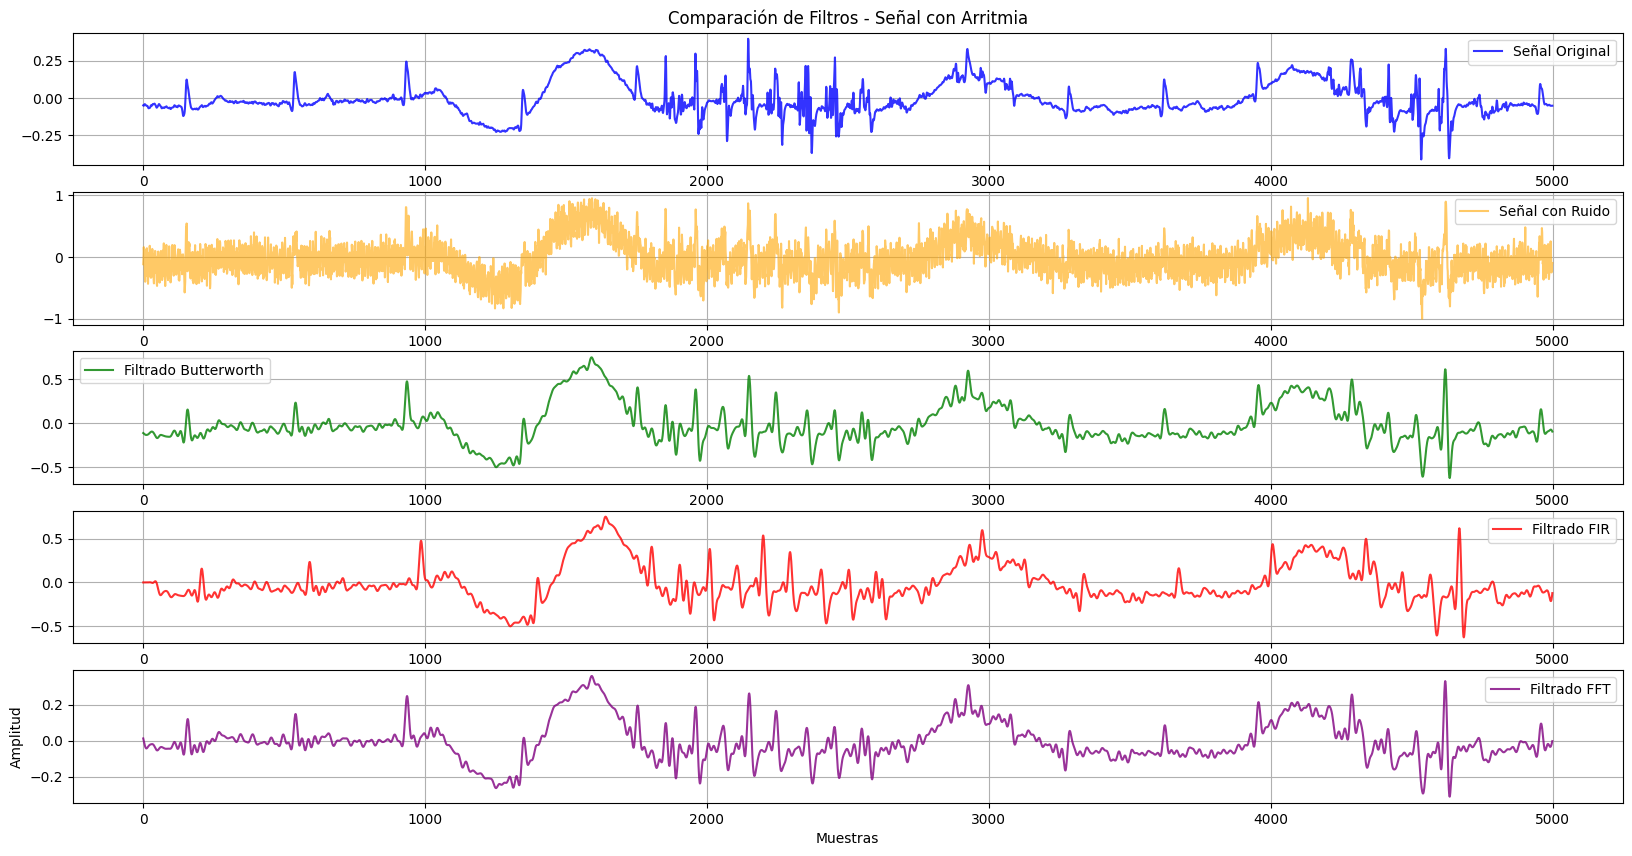 Comparación de Filtros - Señal con Arritmia
Señal Original
0.25
0.00
−0.25
0 1000 2000 3000 4000 5000
Señal con Ruido
1
0
−1
0 1000 2000 3000 4000 5000
Filtrado Butterworth
0.5
0.0
−0.5
0 1000 2000 3000 4000 5000
Filtrado FIR
0.5
0.0
−0.5
0 1000 2000 3000 4000 5000
Filtrado FFT
0.2
0.0
−0.2
Amplitud
0 1000 2000 3000 4000 5000
Muestras